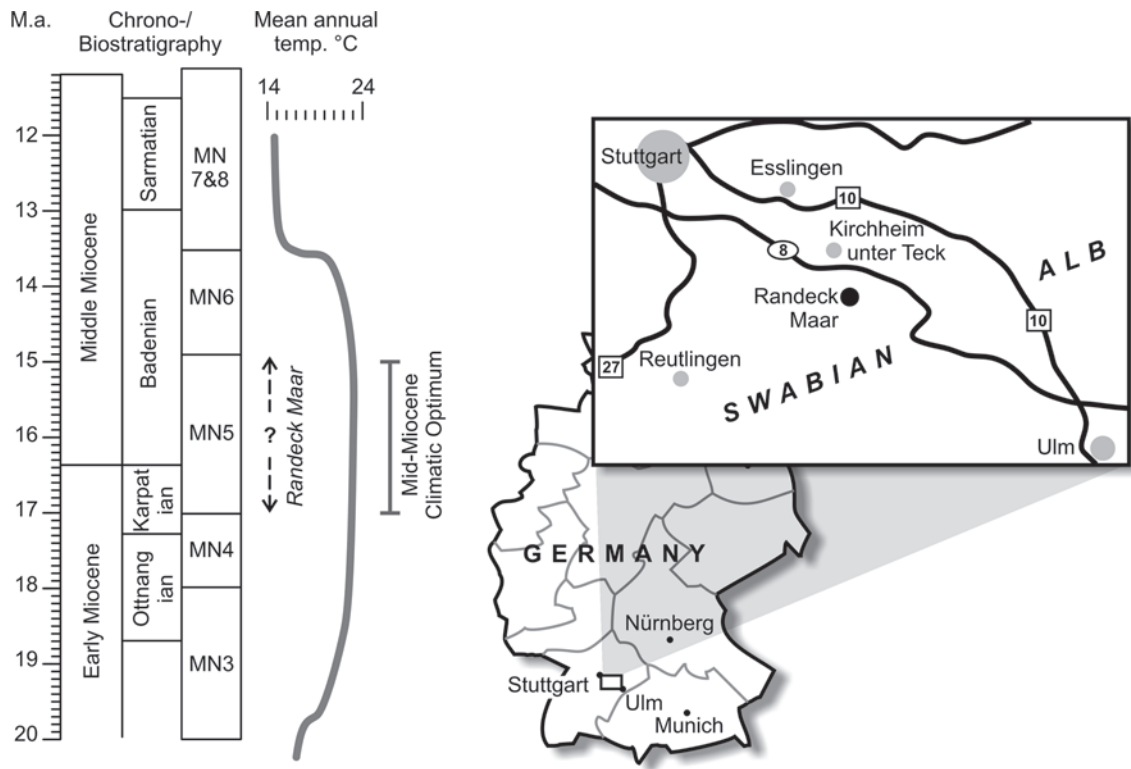 M.a.
Chrono-/
Biostratigraphy
Mean annual
temp. °C
14
24
12
13
14
15
16
17
18
19
20
Middle Miocene
Early Miocene
Sarmatian
Badenian
Karpat
ian
Ottnang
ian
MN
7&8
MN6
MN5
MN4
MN3
?
Randeck Maar
Mid-Miocene
Climatic Optimum
Stuttgart
Esslingen
10
Kirchheim
unter Teck
8
ALB
Randeck
Maar
10
27
Reutlingen
SWABIAN
Ulm
GERMANY
Nürnberg
Stuttgart
Ulm
Munich